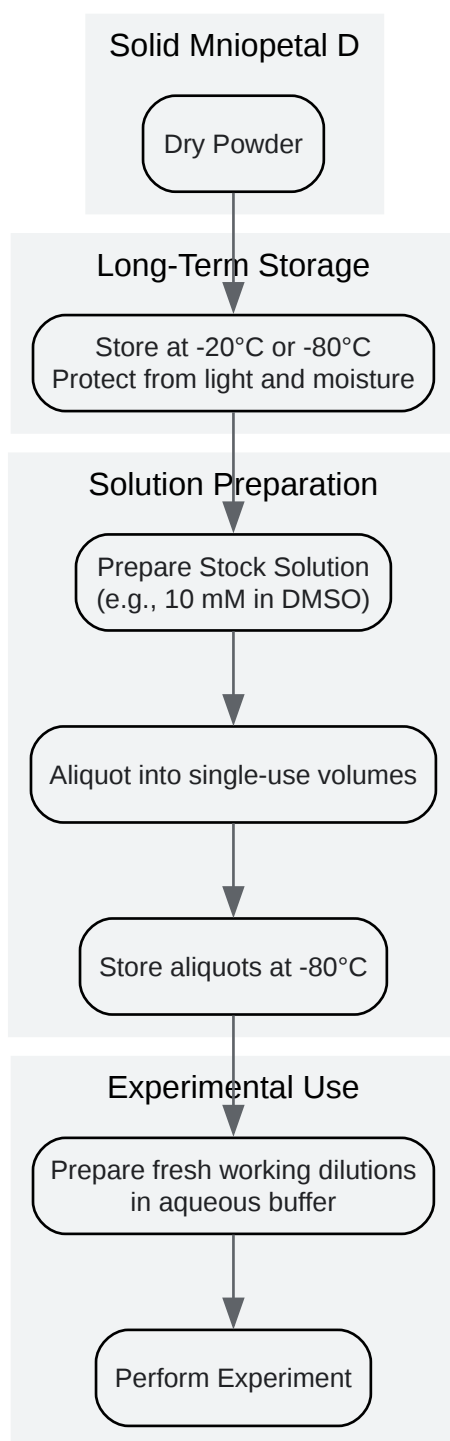 Solid Mniopetal D
Dry Powder
Long-Term Storage
Store at -20°C or -80°C
Protect from light and moisture
Solution Preparation
Prepare Stock Solution
(e.g., 10 mM in DMSO)
Aliquot into single-use volumes
Store aliquots at -80°C
Experimental Use
Prepare fresh working dilutions
in aqueous buffer
Perform Experiment